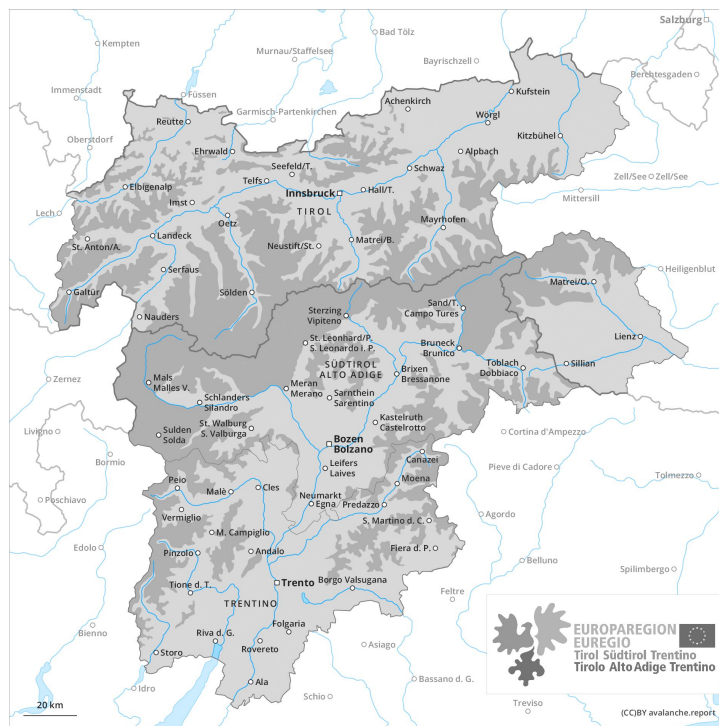 Salzburg
Kempten
Bad Tölz
Murnau/Staffelsee
Bayrischzell
Berchtesgaden
Immenstadt
Füssen
Achenkirch
Kufstein
Garmisch-Partenkirchen
Reutte
Wörgl
Oberstdorf
Kitzbühel
Ehrwald
Alpbach
Seefeld/T.
Schwaz
Telfs
Zell/See
Zell/See
Elbigenalp
Innsbruck
Hall/T.
Mittersill
Imst
TIROL
Lech
Oetz
Mayrhofen
Landeck
Matrei/B.
St. Anton/A.
Neustift/St.
Serfaus
Heiligenblut
Matrei/O.
Galtür
Sölden
Sand/T.
Campo Tures
Nauders
Sterzing
Vipiteno
Lienz
St. Leonhard/P.
S. Leonardo i. P.
Bruneck
Brunico
Toblach
Dobbiaco
Sillian
SÜDTIROL
ALTO ADIGE
Brixen
Bressanone
Zernez
Mals
Malles V.
Meran
Merano
Sarnthein
Sarentino
Schlanders
Silandro
St. Walburg
S. Valburga
Kastelruth
Castelrotto
Livigno
Sulden
Solda
Cortina d'Ampezzo
Bozen
Bolzano
Bormio
Canazei
Leifers
Laives
Pieve di Cadore
Tolmezzo
Peio
Malè
Cles
Moena
Poschiavo
Neumarkt
Egna
Predazzo
Vermiglio
Agordo
S. Martino d. C.
M. Campiglio
Edolo
Pinzolo
Andalo
Fiera d. P.
Belluno
Spilimbergo
Trento
Borgo Valsugana
Tione d. T.
Feltre
TRENTINO
Folgaria
Bienno
Riva d. G.
Rovereto
Asiago
Storo
Ala
Bassano d. G.
Idro
Schio
Treviso
EUROPAREGION
EUREGIO
Tirol Südtirol Trentino
Tirolo Alto Adige Trentino
20 km
(CC)BY avalanche.report